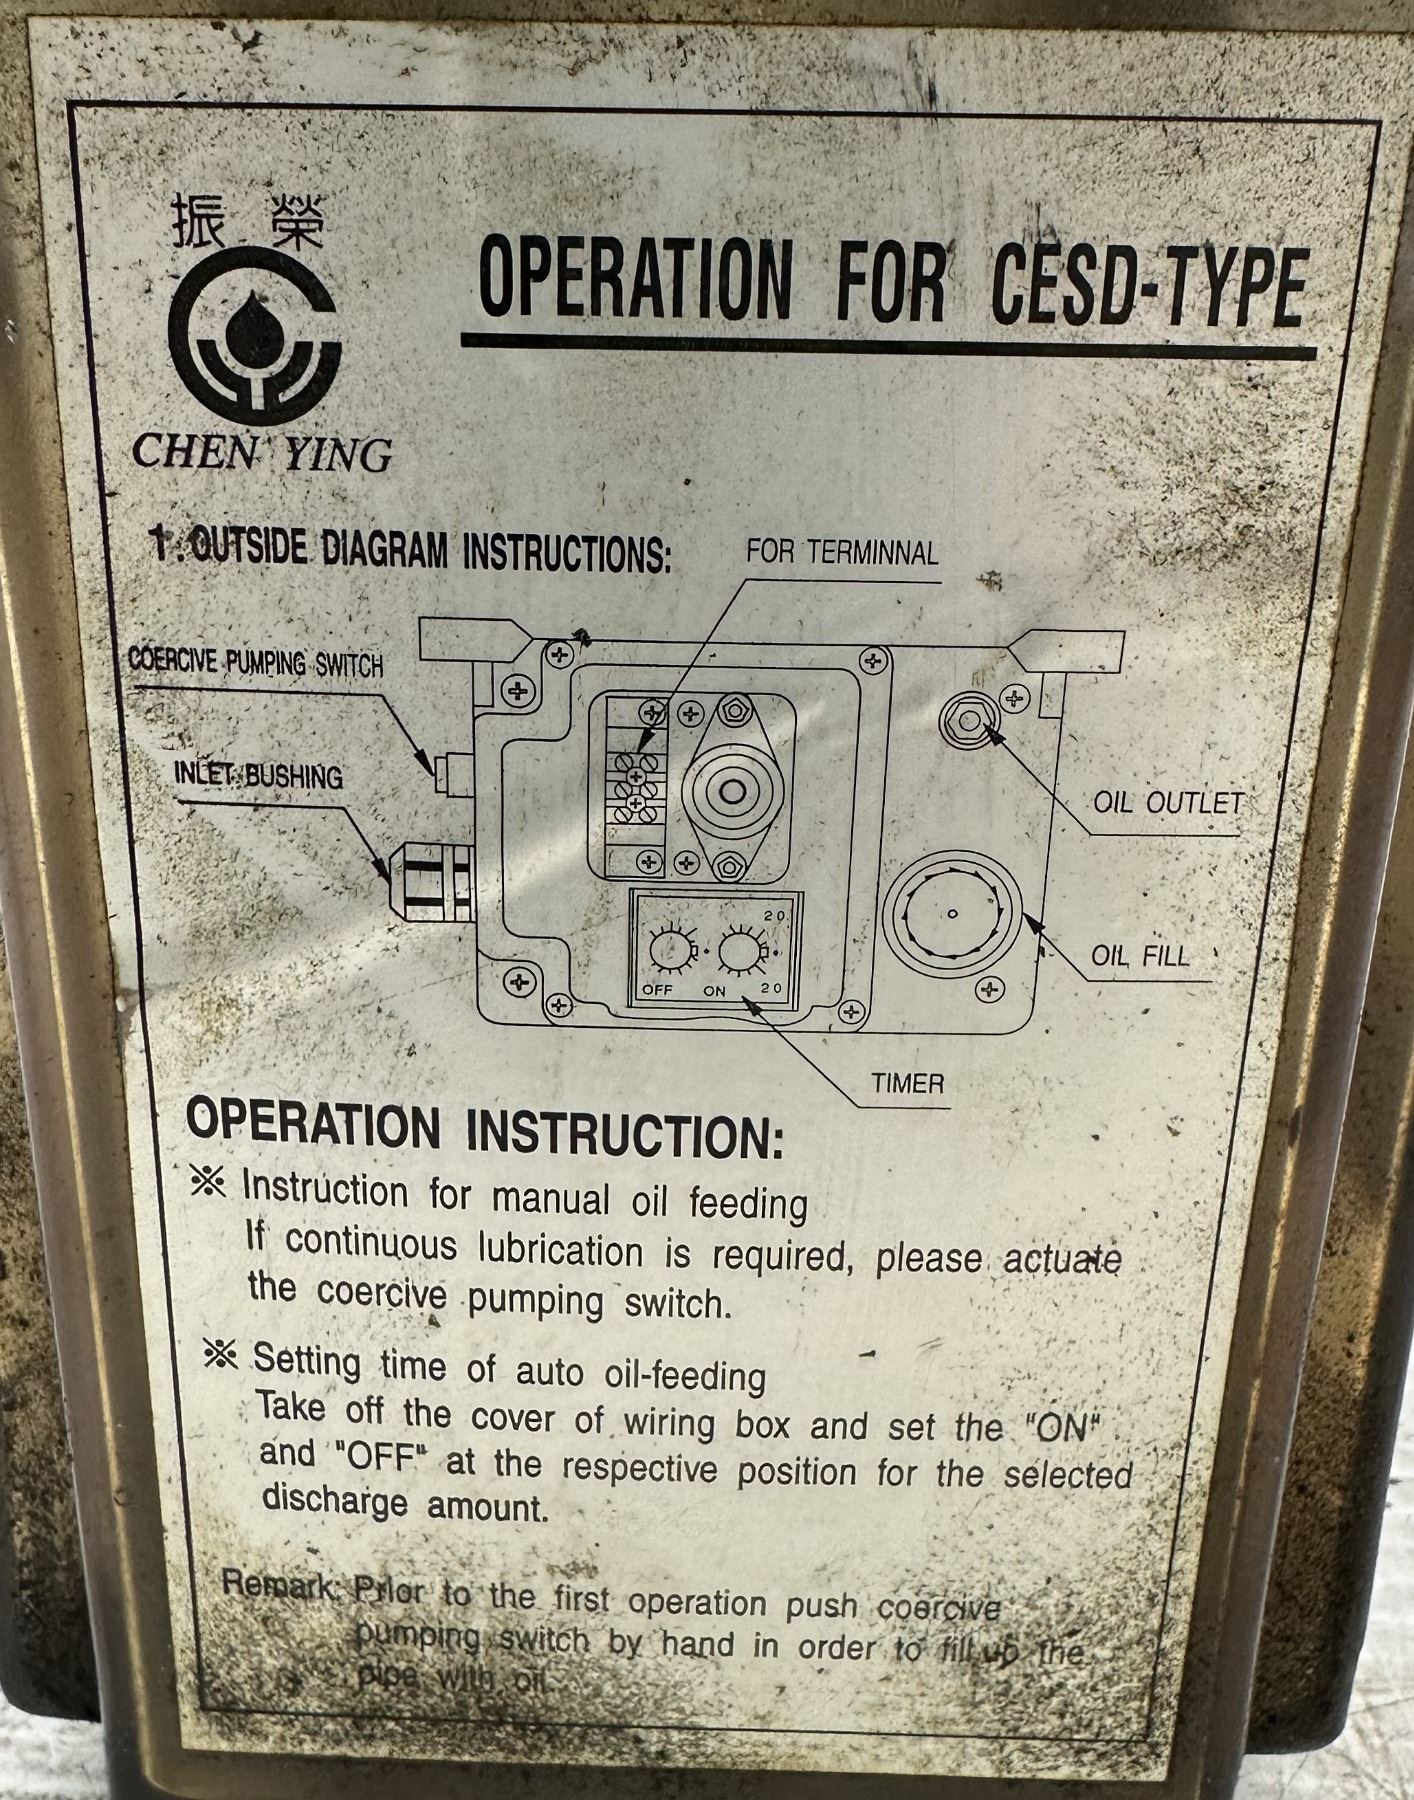 振 榮
CHEN YING
OPERATION FOR CESD-TYPE
1. OUTSIDE DIAGRAM INSTRUCTIONS:
FOR TERMINNAL
COERCIVE PUMPING SWITCH
INLET BUSHING
OIL OUTLET
OIL FILL
20
OFF ON 20
TIMER
OPERATION INSTRUCTION:
※ Instruction for manual oil feeding
If continuous lubrication is required, please actuate
the coercive pumping switch.
※ Setting time of auto oil-feeding
Take off the cover of wiring box and set the "ON"
and "OFF" at the respective position for the selected
discharge amount.
Remark: Prior to the first operation push coercive
pumping switch by hand in order to fill up the
pipe with oil